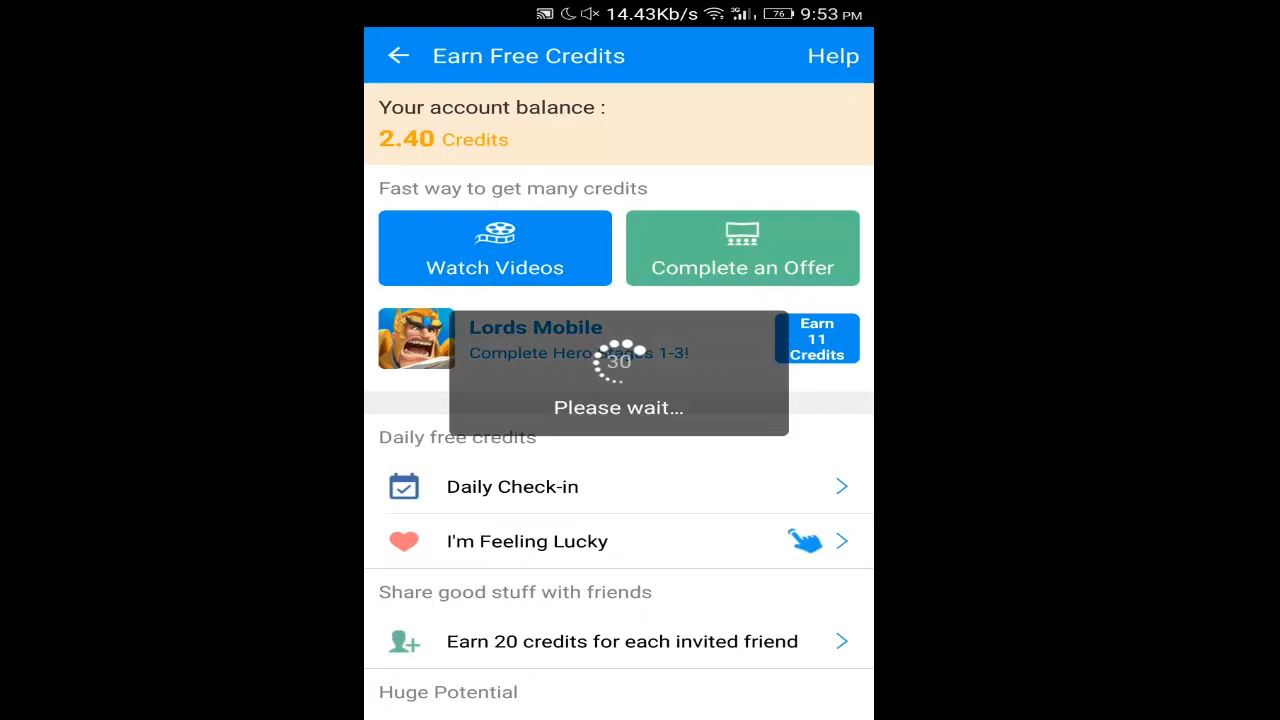 14.43Kb/s 3G 76 9:53 PM
Earn Free Credits Help
Your account balance :
2.40 Credits
Fast way to get many credits
Watch Videos Complete an Offer
Lords Mobile
Complete Hero Stages 1-3!
Earn
11
Credits
30
Please wait...
Daily free credits
Daily Check-in
I'm Feeling Lucky
Share good stuff with friends
Earn 20 credits for each invited friend
Huge Potential